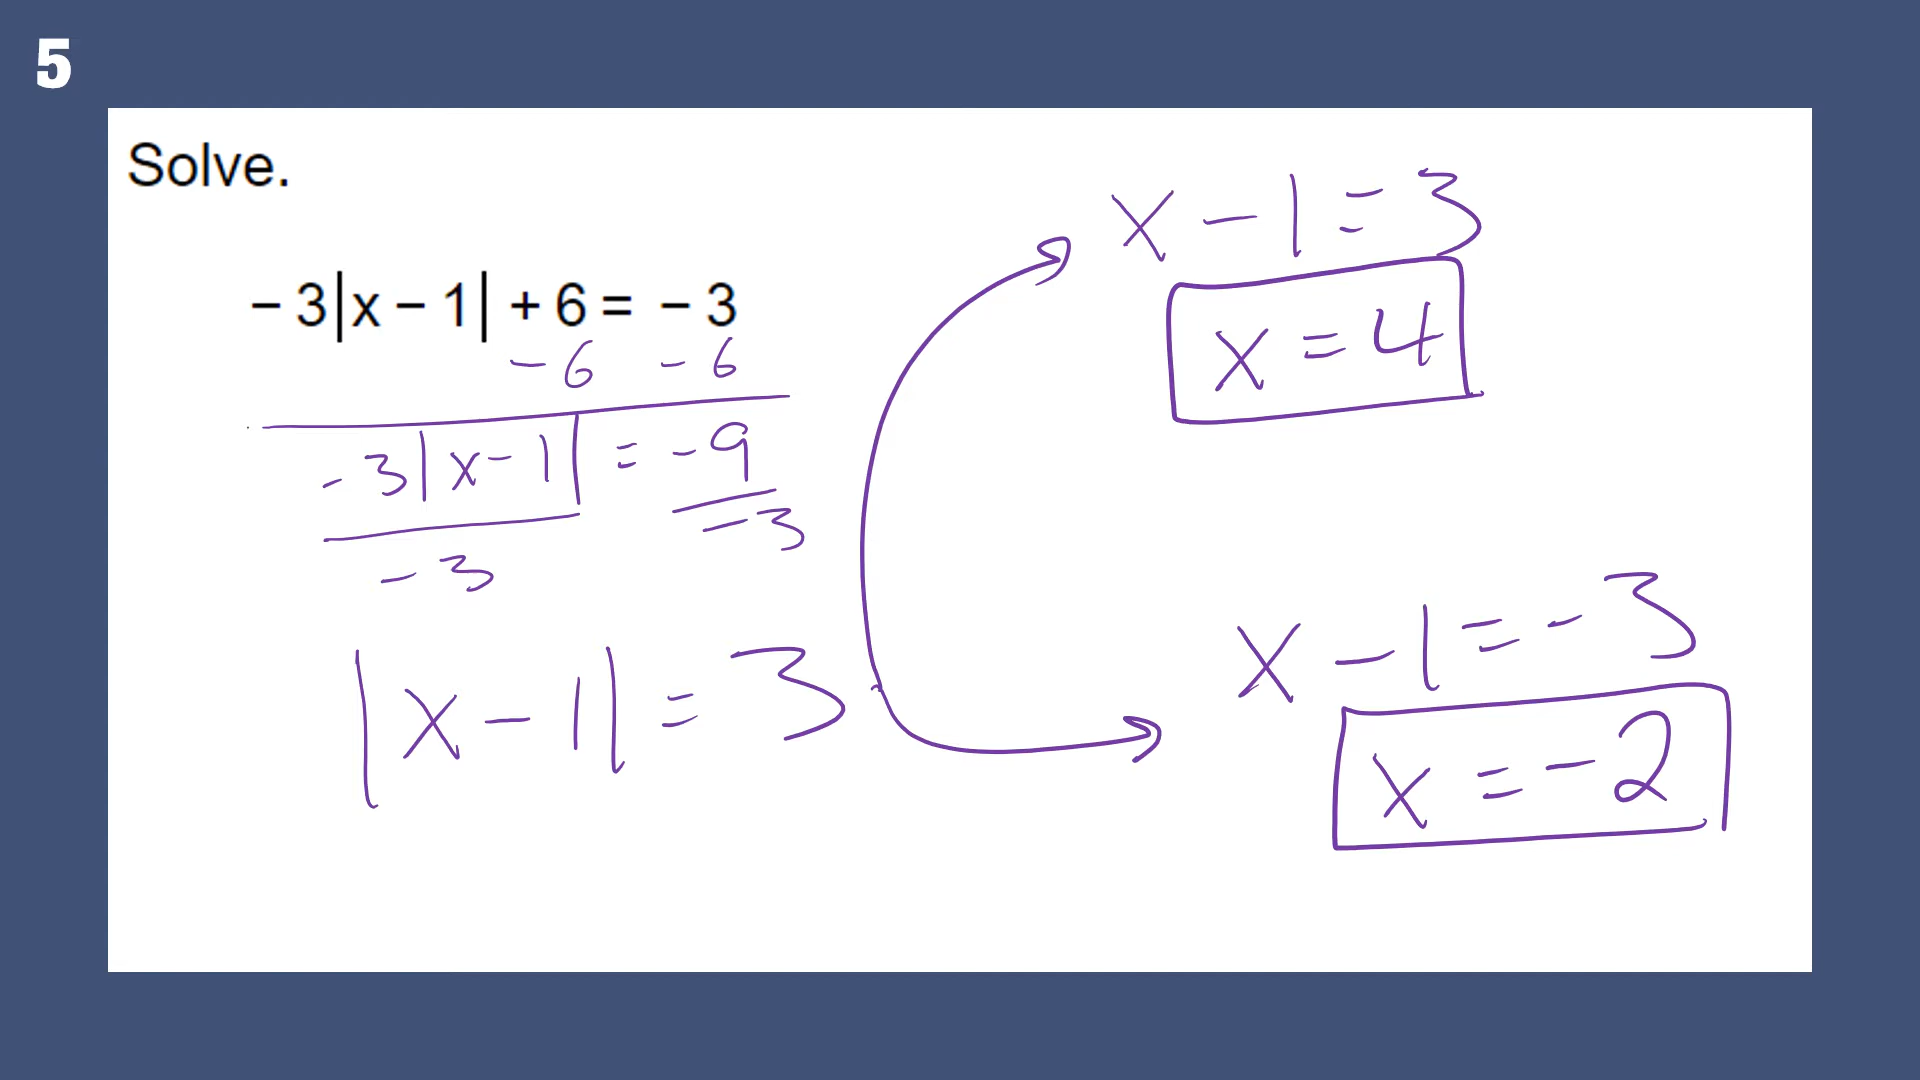 5
Solve.
− 3|x − 1| + 6 = − 3
− 6 − 6
- 3|x - 1| = - 9
- 3 - 3
|x - 1| = 3
x - 1 = 3
x = 4
x - 1 = - 3
x = - 2